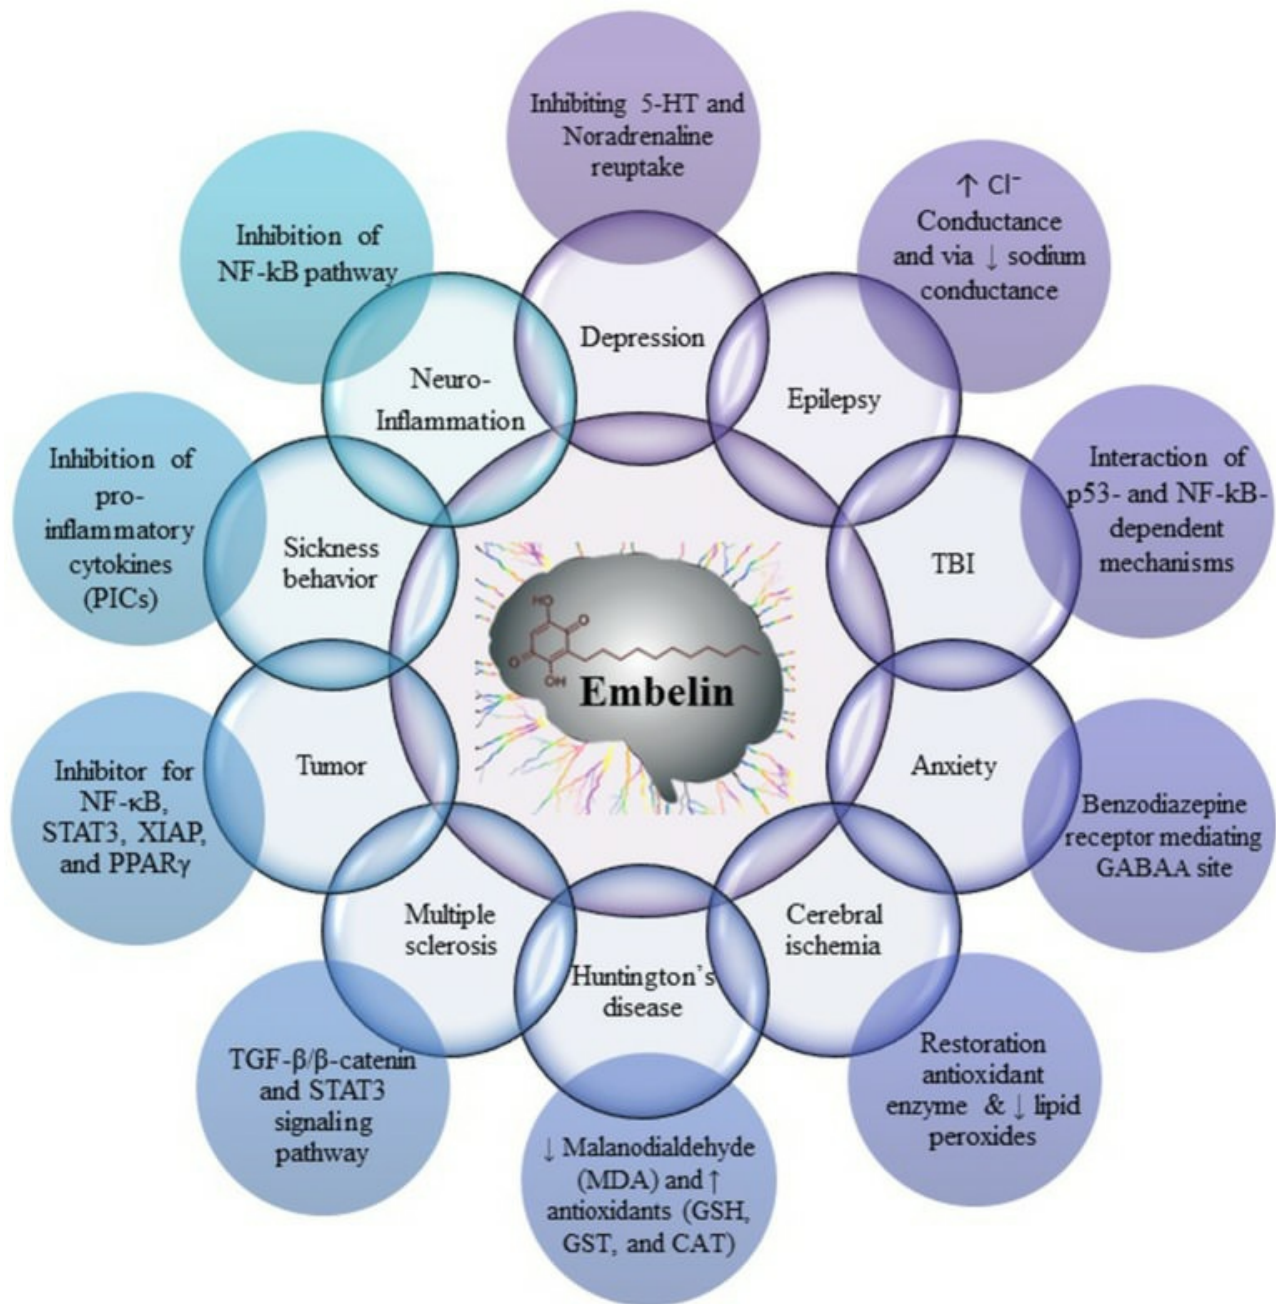 Inhibiting 5-HT and
Noradrenaline
reuptake
Depression
↑ Cl⁻
Conductance
and via ↓ sodium
conductance
Epilepsy
Interaction of
p53- and NF-kB-
dependent
mechanisms
TBI
Anxiety
Benzodiazepine
receptor mediating
GABAA site
Cerebral
ischemia
Restoration
antioxidant
enzyme & ↓ lipid
peroxides
Huntington’s
disease
↓ Malanodialdehyde
(MDA) and ↑
antioxidants (GSH,
GST, and CAT)
Multiple
sclerosis
TGF-β/β-catenin
and STAT3
signaling
pathway
Tumor
Inhibitor for
NF-κB,
STAT3, XIAP,
and PPARγ
Sickness
behavior
Inhibition of
pro-
inflammatory
cytokines
(PICs)
Neuro-
Inflammation
Inhibition of
NF-kB pathway
HO
O
O
OH
Embelin